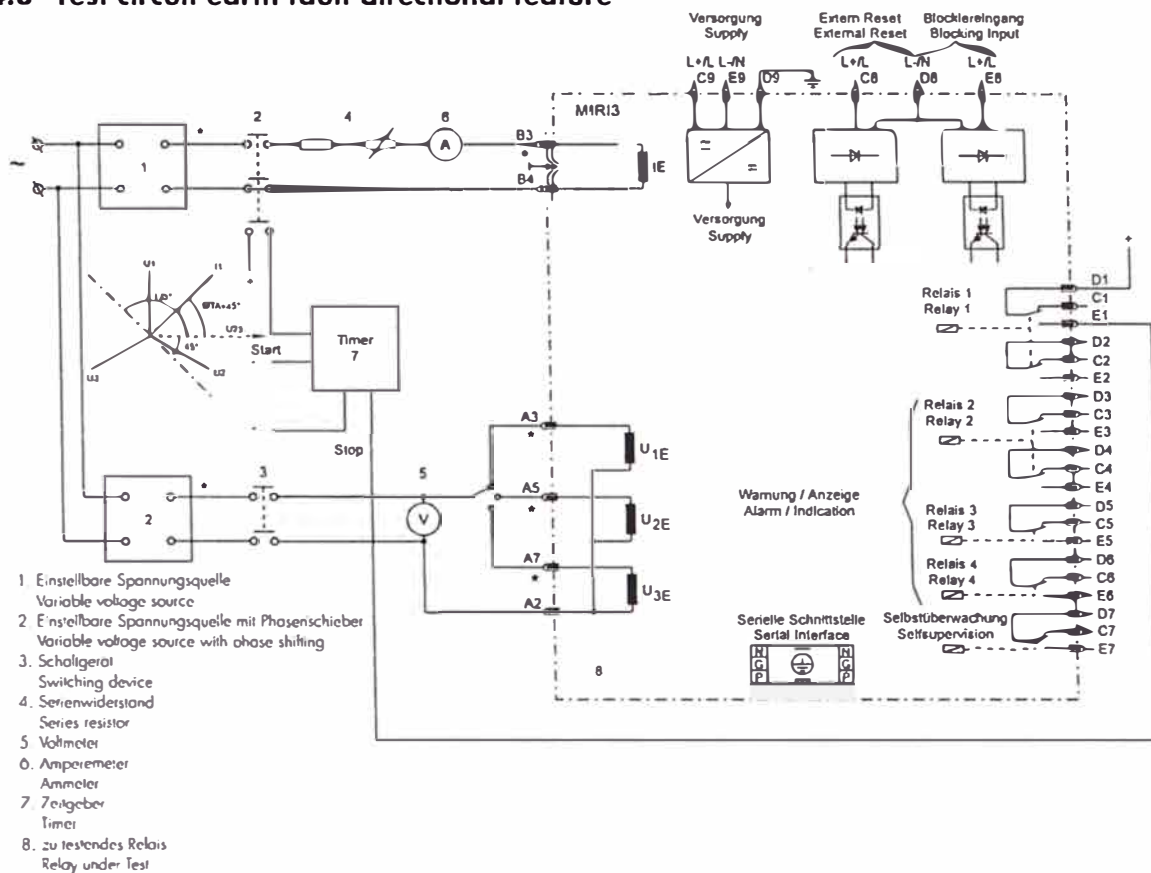 Test circuit earth fault directional feature
Versorgung
Supply
Extern Reset
External Reset
Blockiereingang
Blocking Input
L+/L L-/N
C9 E9 D9
L+/L
C8
L-/N
D8
L+/L
E8
2
4
6
B3
A
B4
1
~
MRI3
IE
Versorgung
Supply
U1
I1
U2
Start
45°
Timer
7
Stop
+
+
Relais 1
Relay 1
D1
C1
E1
D2
C2
E2
Relais 2
Relay 2
D3
C3
E3
D4
C4
E4
Warnung / Anzeige
Alarm / Indication
Relais 3
Relay 3
D5
C5
E5
Relais 4
Relay 4
D6
C6
E6
Selbstüberwachung
Selfsupervision
D7
C7
E7
A3
U1E
A5
U2E
A7
U3E
A2
3
5
V
2
8
Serielle Schnittstelle
Serial Interface
N
G
P
N
G
P
1 Einstellbare Spannungsquelle
Variable voltage source
2 Einstellbare Spannungsquelle mit Phasenschieber
Variable voltage source with phase shifting
3. Schaltgerät
Switching device
4. Serienwiderstand
Series resistor
5 Voltmeter
6. Amperemeter
Ammeter
7. Zeitgeber
Timer
8. zu testendes Relais
Relay under Test